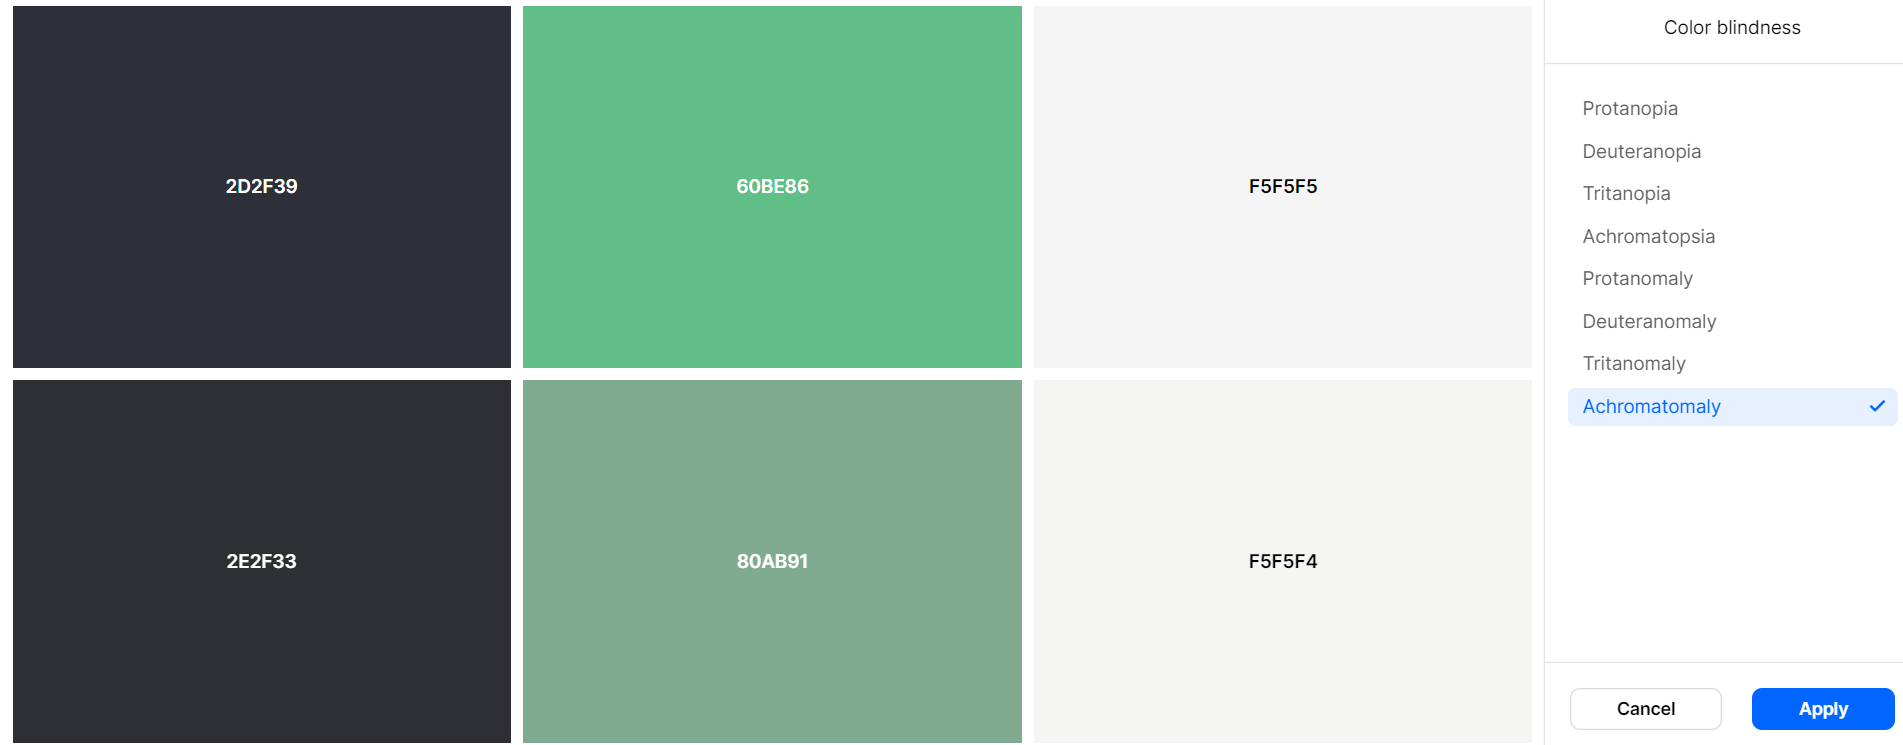 2D2F39
60BE86
F5F5F5
2E2F33
80AB91
F5F5F4
Color blindness
Protanopia
Deuteranopia
Tritanopia
Achromatopsia
Protanomaly
Deuteranomaly
Tritanomaly
Achromatomaly
Cancel
Apply